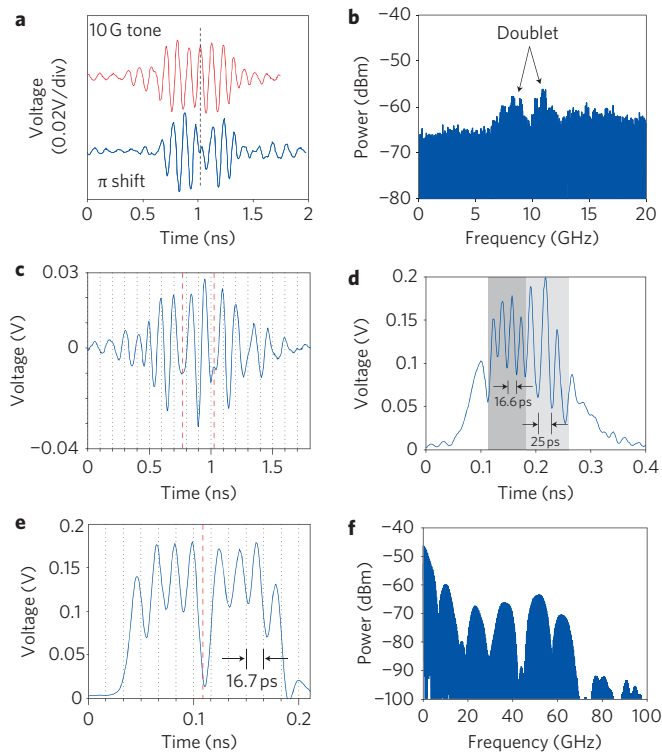 a
10 G tone
Voltage
(0.02V/div)
π shift
0
0.5
1
1.5
2
Time (ns)
b
−40
−50
−60
−70
−80
Power (dBm)
Doublet
0
5
10
15
20
Frequency (GHz)
c
0.03
0
−0.04
Voltage (V)
0
0.5
1.0
1.5
Time (ns)
d
0.2
0.15
0.1
0.05
0
Voltage (V)
16.6 ps
25 ps
0
0.1
0.2
0.3
0.4
Time (ns)
e
0.2
0.15
0.1
0.05
0
Voltage (V)
16.7 ps
0
0.1
0.2
Time (ns)
f
−40
−50
−60
−70
−80
−90
−100
Power (dBm)
0
20
40
60
80
100
Frequency (GHz)